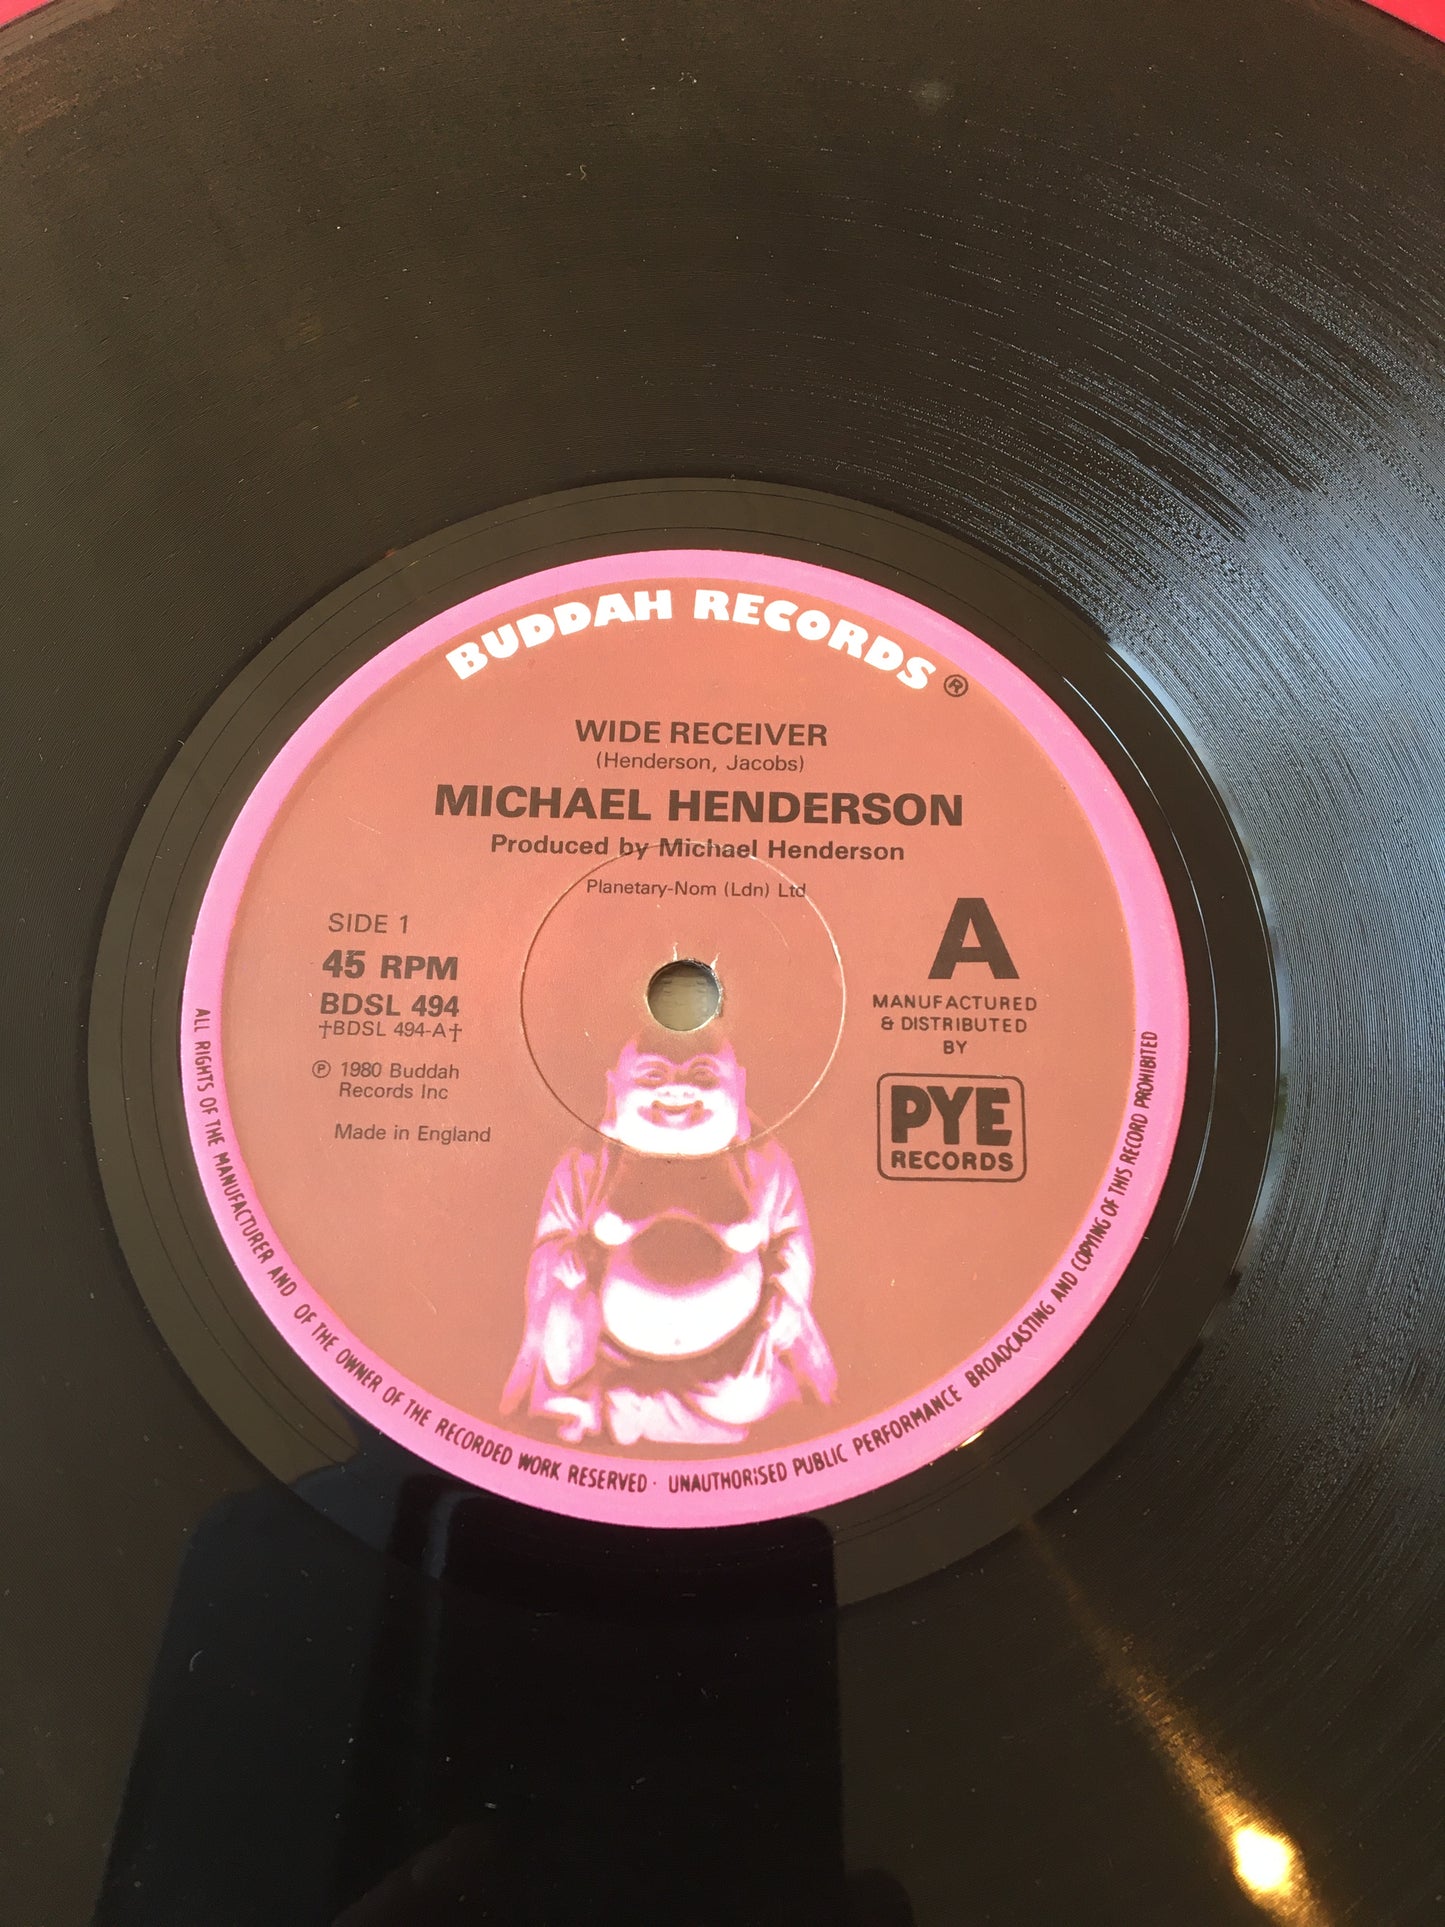 BUDDAH RECORDS ®
WIDE RECEIVER
(Henderson, Jacobs)
MICHAEL HENDERSON
Produced by Michael Henderson
Planetary-Nom (Ldn) Ltd
SIDE 1
45 RPM
BDSL 494
†BDSL 494-A†
℗ 1980 Buddah
Records Inc
Made in England
A
MANUFACTURED
& DISTRIBUTED
BY
PYE
RECORDS
ALL RIGHTS OF THE MANUFACTURER AND OF THE OWNER OF THE RECORDED WORK RESERVED · UNAUTHORISED PUBLIC PERFORMANCE BROADCASTING AND COPYING OF THIS RECORD PROHIBITED